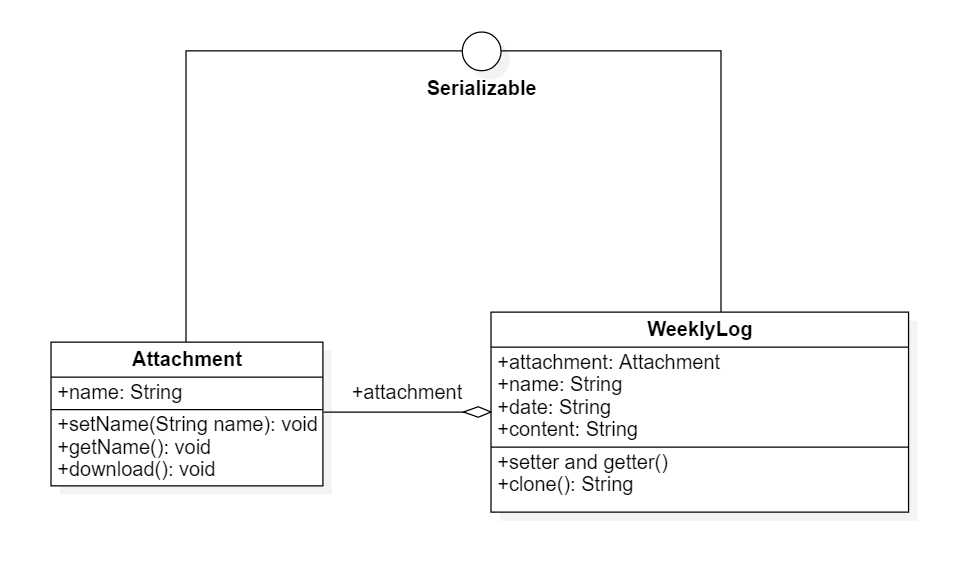 Serializable
Attachment
+name: String
+setName(String name): void
+getName(): void
+download(): void
+attachment
WeeklyLog
+attachment: Attachment
+name: String
+date: String
+content: String
+setter and getter()
+clone(): String